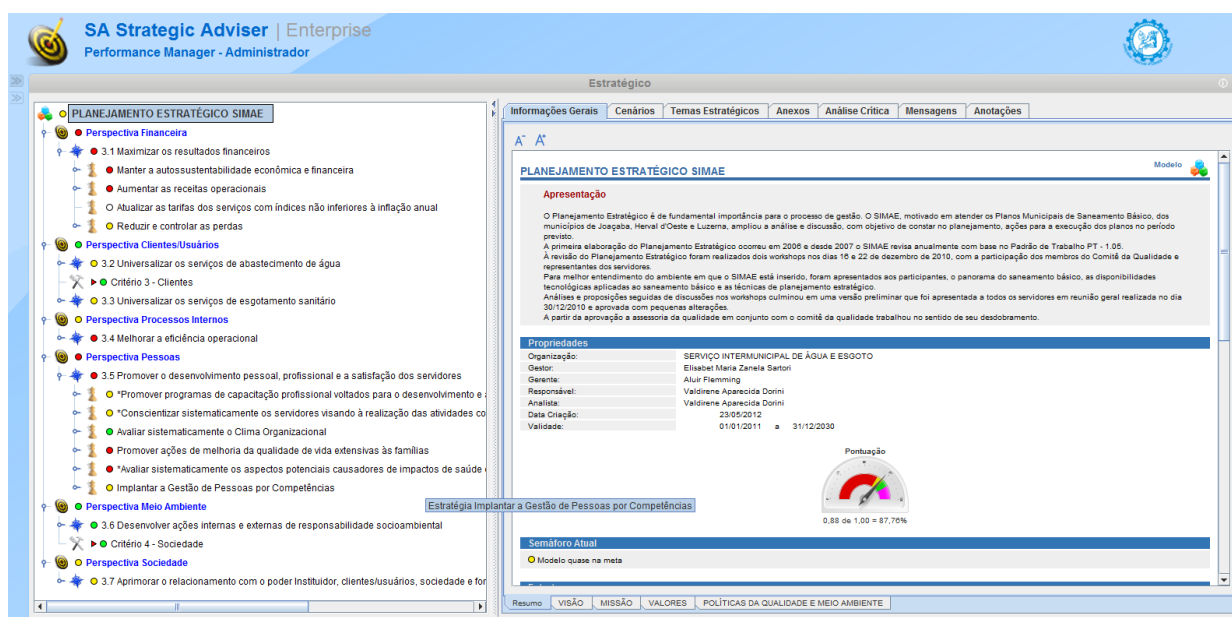 SA Strategic Adviser | Enterprise
Performance Manager - Administrador
Estratégico
PLANEJAMENTO ESTRATÉGICO SIMAE
Perspectiva Financeira
3.1 Maximizar os resultados financeiros
Manter a autossustentabilidade econômica e financeira
Aumentar as receitas operacionais
Atualizar as tarifas dos serviços com índices não inferiores à inflação anual
Reduzir e controlar as perdas
Perspectiva Clientes/Usuários
3.2 Universalizar os serviços de abastecimento de água
Critério 3 - Clientes
3.3 Universalizar os serviços de esgotamento sanitário
Perspectiva Processos Internos
3.4 Melhorar a eficiência operacional
Perspectiva Pessoas
3.5 Promover o desenvolvimento pessoal, profissional e a satisfação dos servidores
*Promover programas de capacitação profissional voltados para o desenvolvimento e
*Conscientizar sistematicamente os servidores visando à realização das atividades co
Avaliar sistematicamente o Clima Organizacional
Promover ações de melhoria da qualidade de vida extensivas às famílias
*Avaliar sistematicamente os aspectos potenciais causadores de impactos de saúde
Implantar a Gestão de Pessoas por Competências
Estratégia Implantar a Gestão de Pessoas por Competências
Perspectiva Meio Ambiente
3.6 Desenvolver ações internas e externas de responsabilidade socioambiental
Critério 4 - Sociedade
Perspectiva Sociedade
3.7 Aprimorar o relacionamento com o poder Instituidor, clientes/usuários, sociedade e for
Informações Gerais Cenários Temas Estratégicos Anexos Análise Crítica Mensagens Anotações
A- A+
PLANEJAMENTO ESTRATÉGICO SIMAE Modelo
Apresentação
O Planejamento Estratégico é de fundamental importância para o processo de gestão. O SIMAE, motivado em atender os Planos Municipais de Saneamento Básico, dos
municípios de Joaçaba, Herval d'Oeste e Luzerna, ampliou a análise e discussão, com objetivo de constar no planejamento, ações para a execução dos planos no período
previsto.
A primeira elaboração do Planejamento Estratégico ocorreu em 2006 e desde 2007 o SIMAE revisa anualmente com base no Padrão de Trabalho PT - 1.05.
À revisão do Planejamento Estratégico foram realizados dois workshops nos dias 16 e 22 de dezembro de 2010, com a participação dos membros do Comitê da Qualidade e
representantes dos servidores.
Para melhor entendimento do ambiente em que o SIMAE está inserido, foram apresentados aos participantes, o panorama do saneamento básico, as disponibilidades
tecnológicas aplicadas ao saneamento básico e as técnicas de planejamento estratégico.
Análises e proposições seguidas de discussões nos workshops culminou em uma versão preliminar que foi apresentada a todos os servidores em reunião geral realizada no dia
30/12/2010 e aprovada com pequenas alterações.
A partir da aprovação a assessoria da qualidade em conjunto com o comitê da qualidade trabalhou no sentido de seu desdobramento.
Propriedades
Organização: SERVIÇO INTERMUNICIPAL DE ÁGUA E ESGOTO
Gestor: Elisabet Maria Zanela Sartori
Gerente: Aluir Flemming
Responsável: Valdirene Aparecida Dorini
Analista: Valdirene Aparecida Dorini
Data Criação: 23/05/2012
Validade: 01/01/2011 a 31/12/2030
Pontuação
0,88 de 1,00 = 87,76%
Semáforo Atual
Modelo quase na meta
Resumo VISÃO MISSÃO VALORES POLÍTICAS DA QUALIDADE E MEIO AMBIENTE